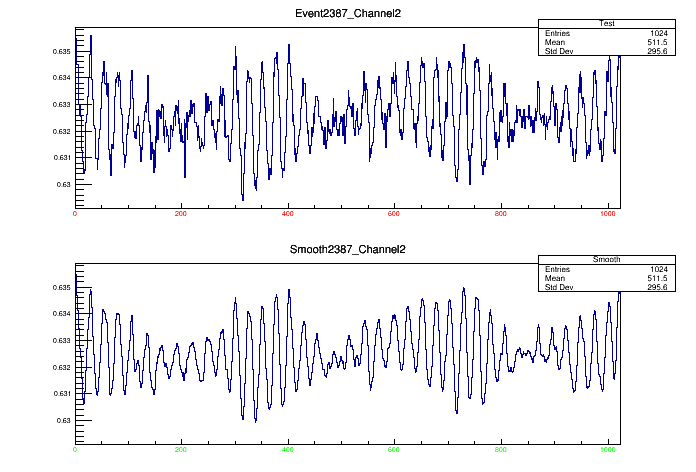 Event2387_Channel2
Test
Entries 1024
Mean 511.5
Std Dev 295.6
0.635
0.634
0.633
0.632
0.631
0.63
0 200 400 600 800 1000
Smooth2387_Channel2
Smooth
Entries 1024
Mean 511.5
Std Dev 295.6
0.635
0.634
0.633
0.632
0.631
0.63
0 200 400 600 800 1000